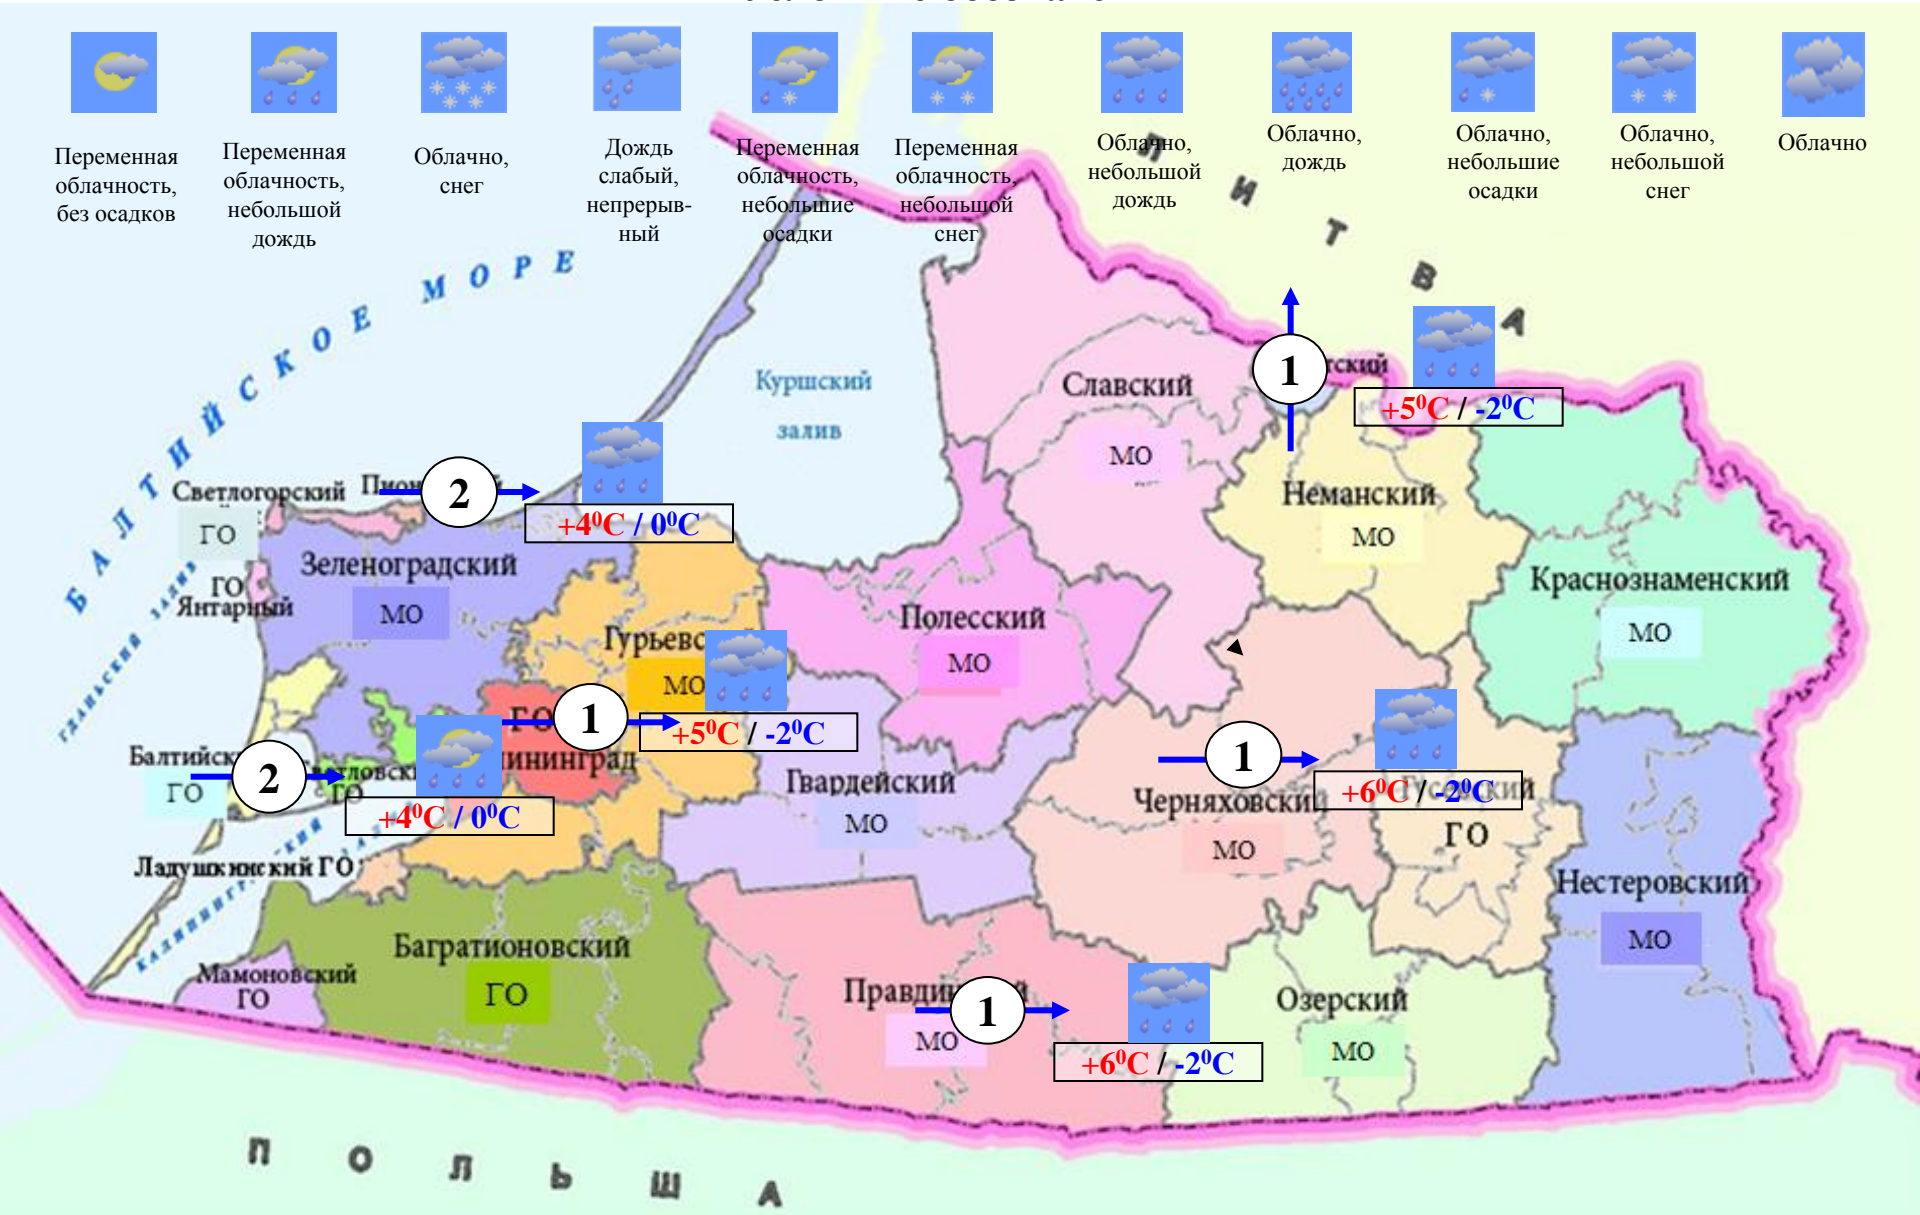 Переменная
облачность,
без осадков
Переменная
облачность,
небольшой
дождь
Облачно,
снег
Дождь
слабый,
непрерыв-
ный
Переменная
облачность,
небольшие
осадки
Переменная
облачность,
небольшой
снег
Облачно,
небольшой
дождь
Облачно,
дождь
Облачно,
небольшие
осадки
Облачно,
небольшой
снег
Облачно
ЛИТВА
БАЛТИЙСКОЕ МОРЕ
Куршский
залив
Славский
МО
1
+5⁰C / -2⁰C
Неманский
МО
Краснознаменский
МО
Светлогорский
ГО
2
+4⁰C / 0⁰C
Зеленоградский
МО
ГО
Янтарный
Полесский
МО
МО
ГО
1
+5⁰C / -2⁰C
2
ГО
ГО
+4⁰C / 0⁰C
Гвардейский
МО
Черняховский
МО
1
+6⁰C / -2⁰C
ГО
Нестеровский
МО
Ладушкинский ГО
Багратионовский
ГО
Мамоновский
ГО
МО
1
+6⁰C / -2⁰C
Озерский
МО
ПОЛЬША